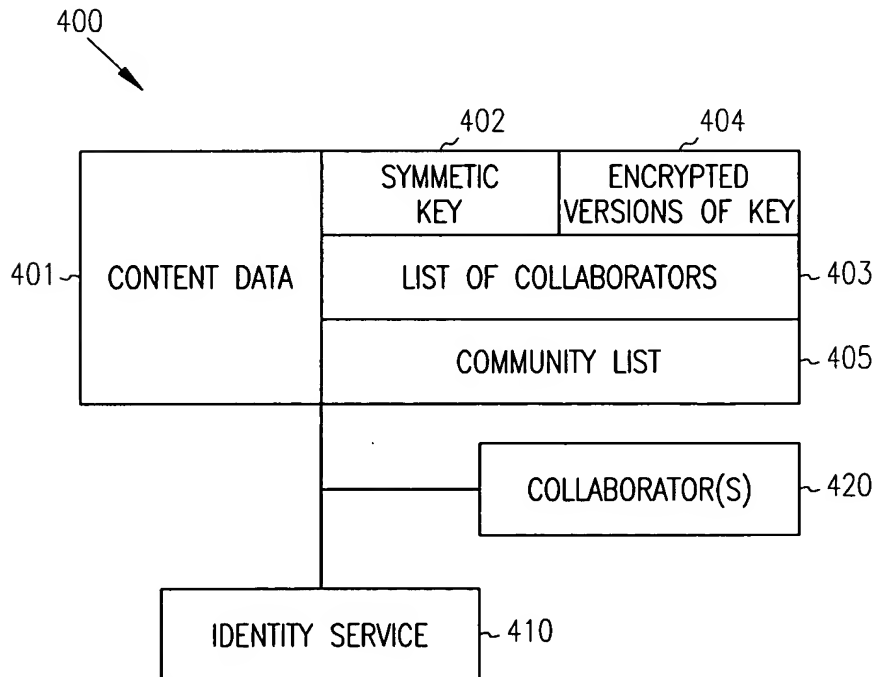 400
402
404
SYMMETIC
KEY
ENCRYPTED
VERSIONS OF KEY
401
CONTENT DATA
LIST OF COLLABORATORS
403
COMMUNITY LIST
405
COLLABORATOR(S)
420
IDENTITY SERVICE
410